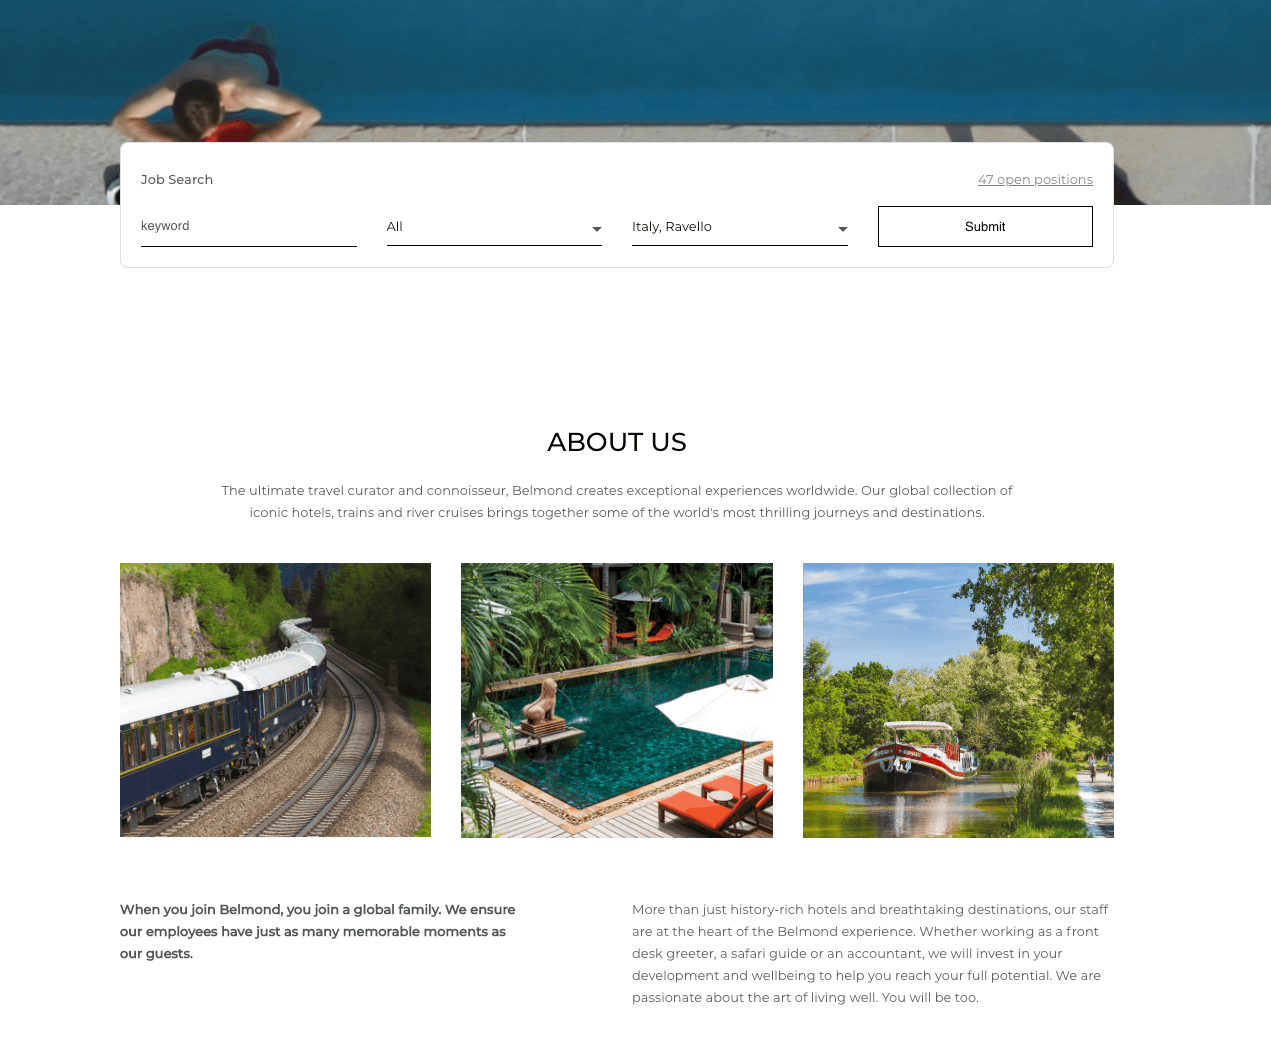 Job Search
47 open positions
keyword
All
Italy, Ravello
Submit
ABOUT US
The ultimate travel curator and connoisseur, Belmond creates exceptional experiences worldwide. Our global collection of
iconic hotels, trains and river cruises brings together some of the world's most thrilling journeys and destinations.
When you join Belmond, you join a global family. We ensure
our employees have just as many memorable moments as
our guests.
More than just history-rich hotels and breathtaking destinations, our staff
are at the heart of the Belmond experience. Whether working as a front
desk greeter, a safari guide or an accountant, we will invest in your
development and wellbeing to help you reach your full potential. We are
passionate about the art of living well. You will be too.